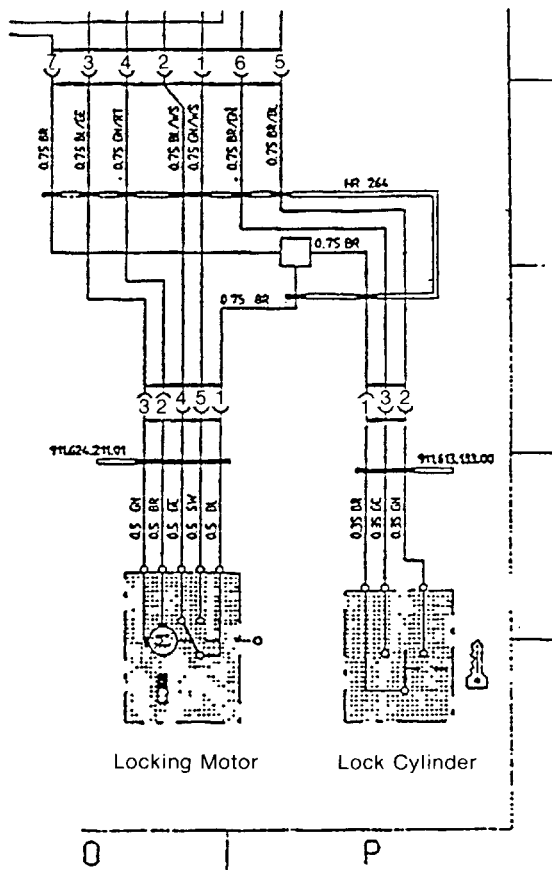 7 3 4 2 1 6 5
0.75 BR
0.75 BL/GE
0.75 GN/RT
0.75 BL/WS
0.75 GN/WS
0.75 BR/GN
0.75 BR/BL
HR 264
0.75 BR
0.75 BR
3 2 4 5 1
1 3 2
911.624.211.01
911.613.133.00
0.5 GN
0.5 BR
0.5 GE
0.5 SW
0.5 BL
0.35 BR
0.35 GE
0.35 GN
M
Locking Motor
Lock Cylinder
O
P